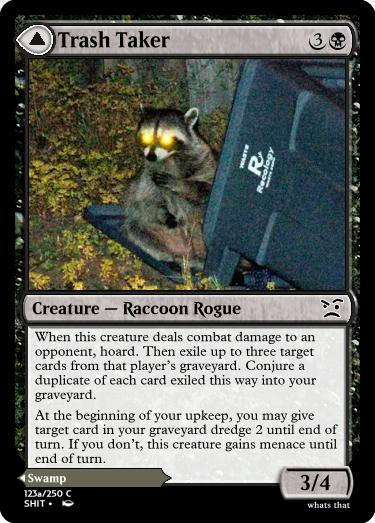 Trash Taker 3
WASTE
Recology
Creature — Raccoon Rogue
When this creature deals combat damage to an
opponent, hoard. Then exile up to three target
cards from that player's graveyard. Conjure a
duplicate of each card exiled this way into your
graveyard.
At the beginning of your upkeep, you may give
target card in your graveyard dredge 2 until end of
turn. If you don't, this creature gains menace until
end of turn.
Swamp
3/4
123a/250 C
SHIT •
whats that